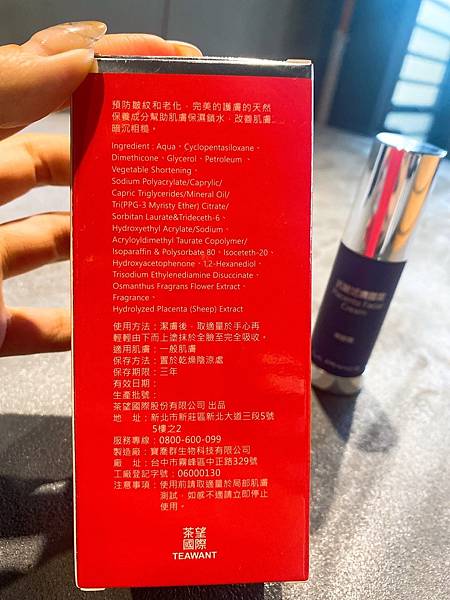 預防皺紋和老化，完美的護膚的天然
保養成分幫助肌膚保濕鎖水，改善肌膚
暗沉粗糙。
Ingredient : Aqua、Cyclopentasiloxane、
Dimethicone、Glycerol、Petroleum、
Vegetable Shortening、
Sodium Polyacrylate/Caprylic/
Capric Triglycerides/Mineral Oil/
Tri(PPG-3 Myristy Ether) Citrate/
Sorbitan Laurate&Trideceth-6、
Hydroxyethyl Acrylate/Sodium、
Acryloyldimethyl Taurate Copolymer/
Isoparaffin & Polysorbate 80、Isoceteth-20、
Hydroxyacetophenone、1,2-Hexanediol、
Trisodium Ethylenediamine Disuccinate、
Osmanthus Fragrans Flower Extract、
Fragrance、
Hydrolyzed Placenta (Sheep) Extract
使用方法：潔膚後，取適量於手心再
輕輕由下而上塗抹於全臉至完全吸收。
適用肌膚：一般肌膚
保存方法：置於乾燥陰涼處
保存期限：三年
有效日期：
生產批號：
茶望國際股份有限公司 出品
地 址：新北市新莊區新北大道三段5號
5樓之2
服務專線：0800-600-099
製造廠：寶喬群生物科技有限公司
廠 址：台中市霧峰區中正路329號
工廠登記字號：06000130
注意事項：使用前請取適量於局部肌膚
測試，如感不適請立即停止
使用。
茶望
國際
TEAWANT
Cream